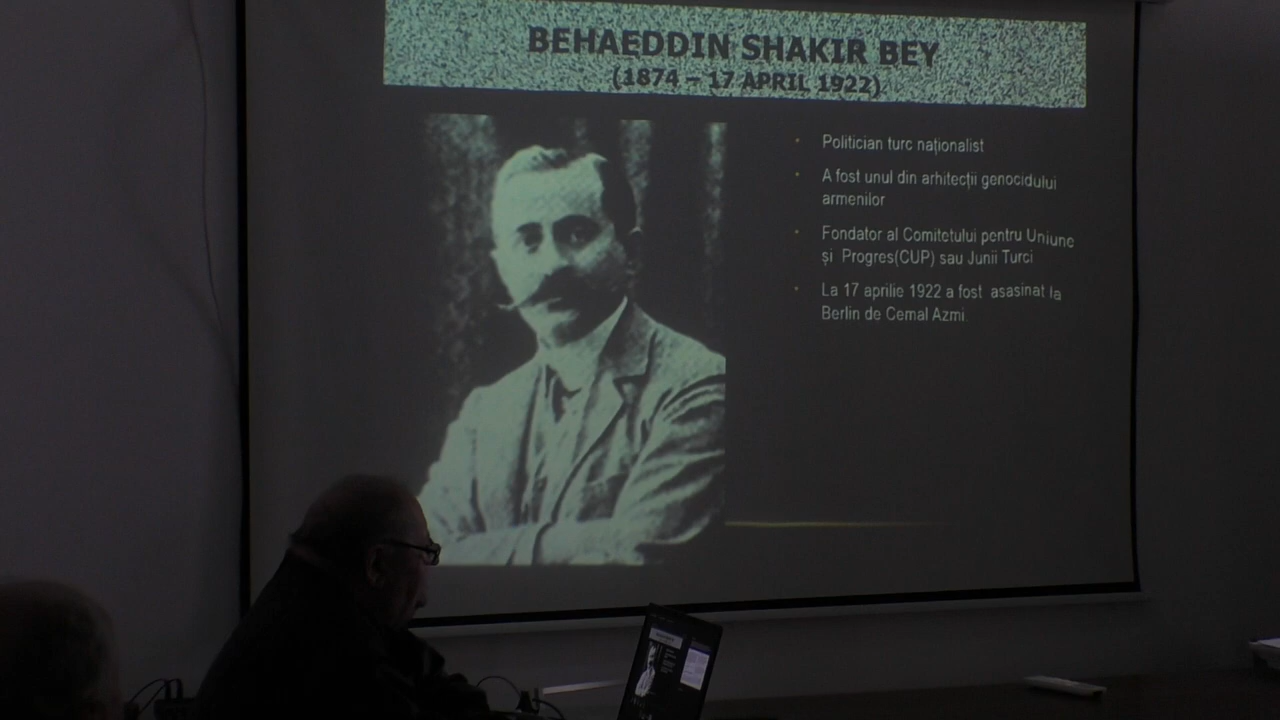 BEHAEDDIN SHAKIR BEY
(1874 – 17 APRIL 1922)
Politician turc naționalist
A fost unul din arhitecții genocidului
armenilor
Fondator al Comitetului pentru Uniune
și Progres(CUP) sau Junii Turci
La 17 aprilie 1922 a fost asasinat la
Berlin de Cemal Azmi